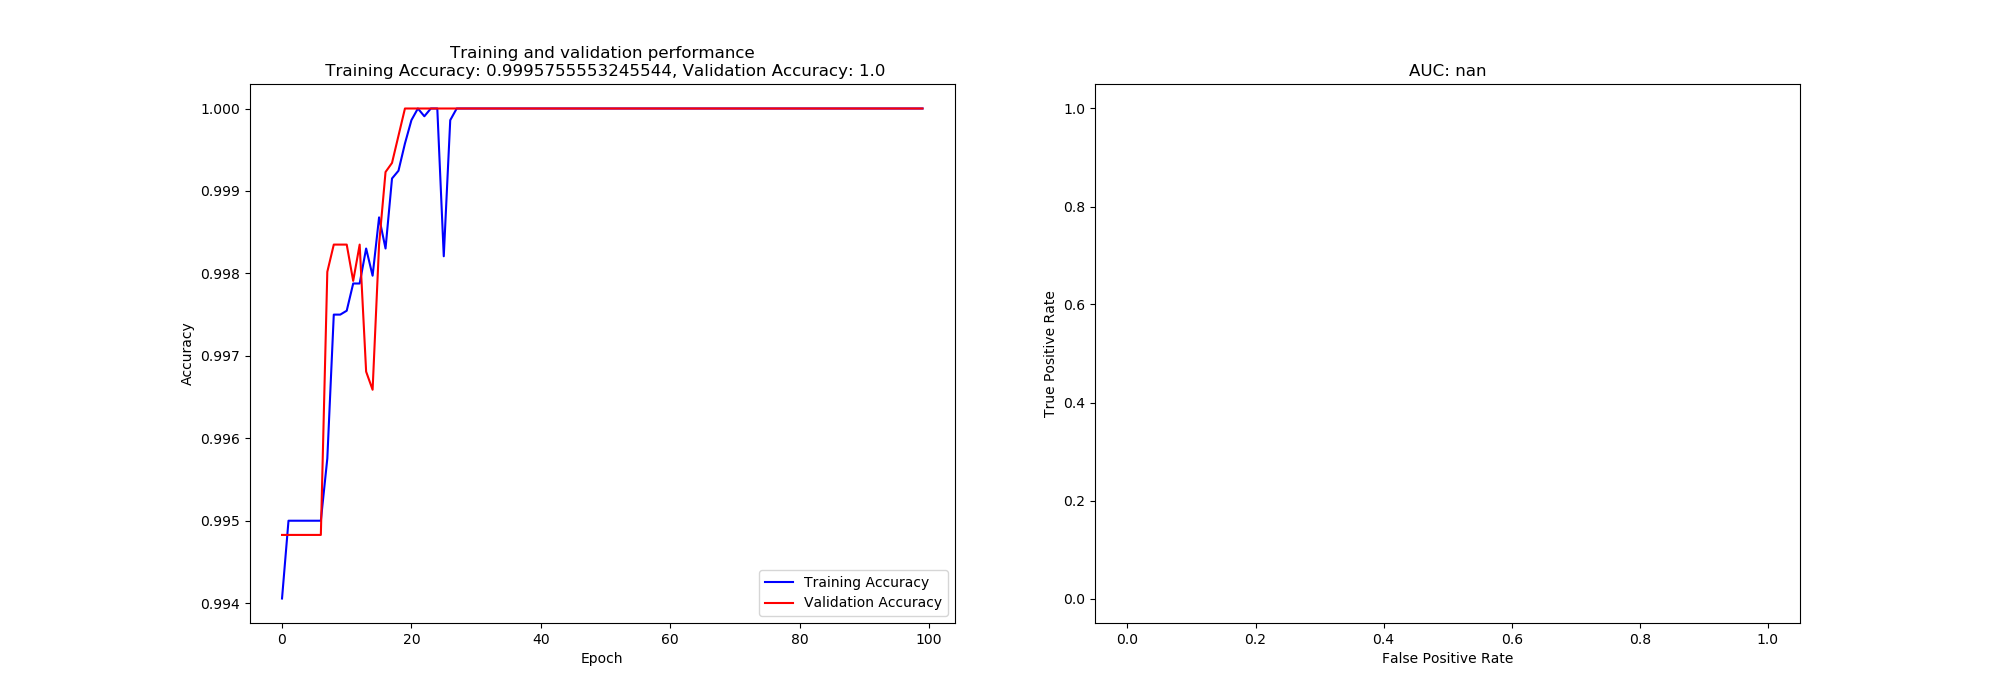 Training and validation performance
Training Accuracy: 0.9995755553245544, Validation Accuracy: 1.0
1.000
0.999
0.998
0.997
0.996
0.995
0.994
Accuracy
0
20
40
60
80
100
Epoch
Training Accuracy
Validation Accuracy
AUC: nan
1.0
0.8
0.6
0.4
0.2
0.0
True Positive Rate
0.0
0.2
0.4
0.6
0.8
1.0
False Positive Rate